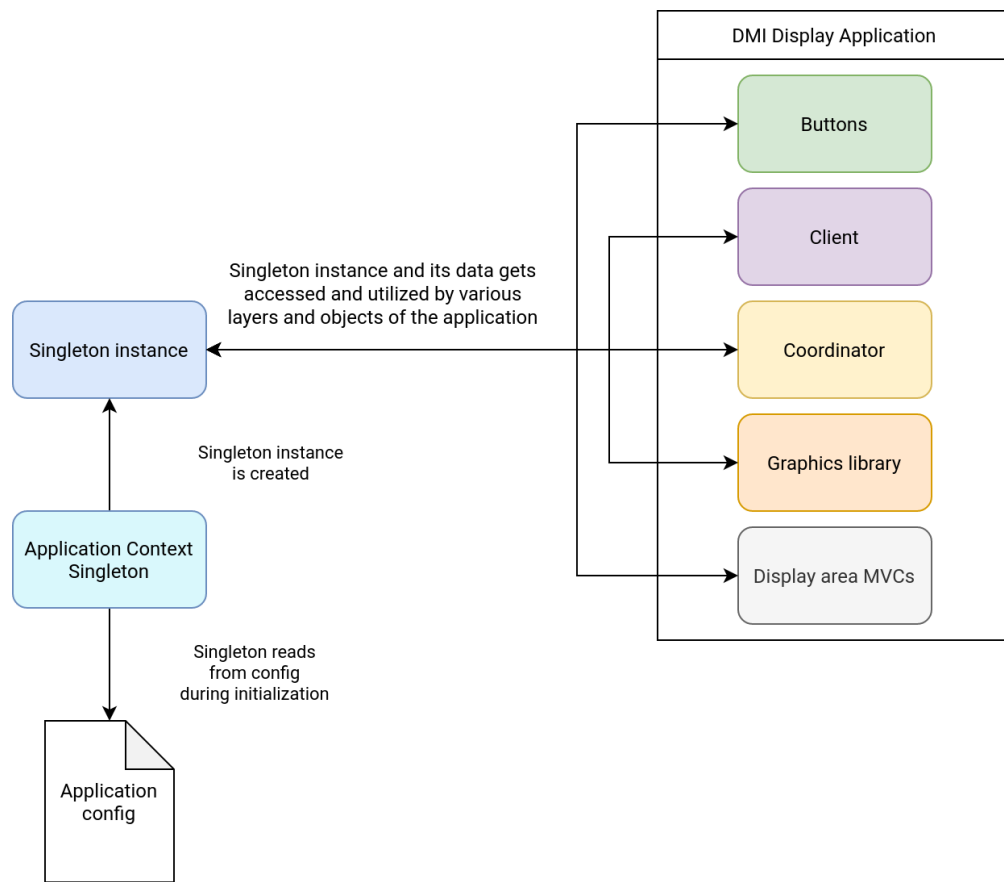 DMI Display Application
Buttons
Client
Singleton instance and its data gets
accessed and utilized by various
layers and objects of the application
Singleton instance
Coordinator
Singleton instance
is created
Graphics library
Application Context
Singleton
Display area MVCs
Singleton reads
from config
during initialization
Application
config